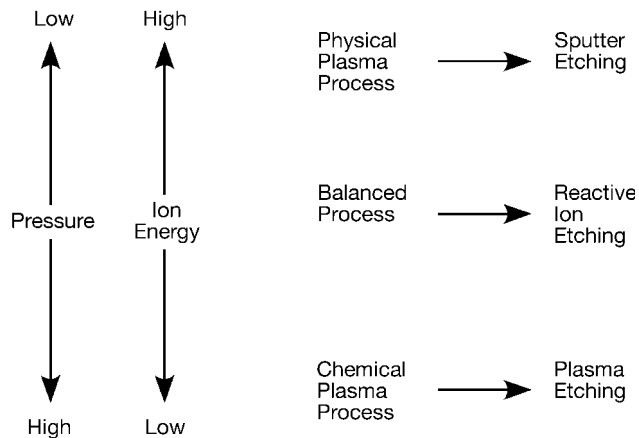 Low
High
Pressure
Ion
Energy
High
Low
Physical
Plasma
Process
Sputter
Etching
Balanced
Process
Reactive
Ion
Etching
Chemical
Plasma
Process
Plasma
Etching